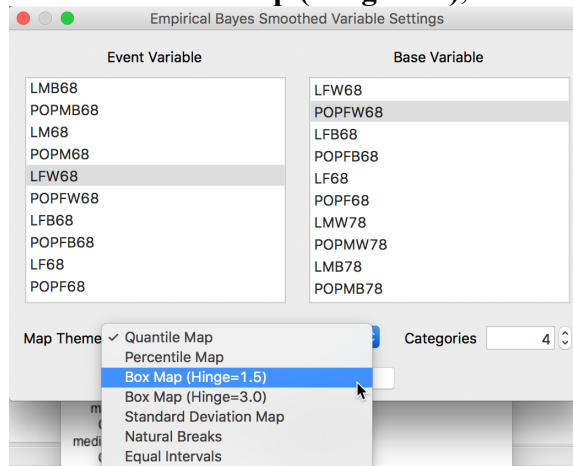 Empirical Bayes Smoothed Variable Settings
Event Variable
Base Variable
LMB68
POPMB68
LM68
POPM68
LFW68
POPFW68
LFB68
POPFB68
LF68
POPF68
LFW68
POPFW68
LFB68
POPFB68
LF68
POPF68
LMW78
POPMW78
LMB78
POPMB78
Map Theme
✓ Quantile Map
Percentile Map
Box Map (Hinge=1.5)
Box Map (Hinge=3.0)
Standard Deviation Map
Natural Breaks
Equal Intervals
Categories 4
medi